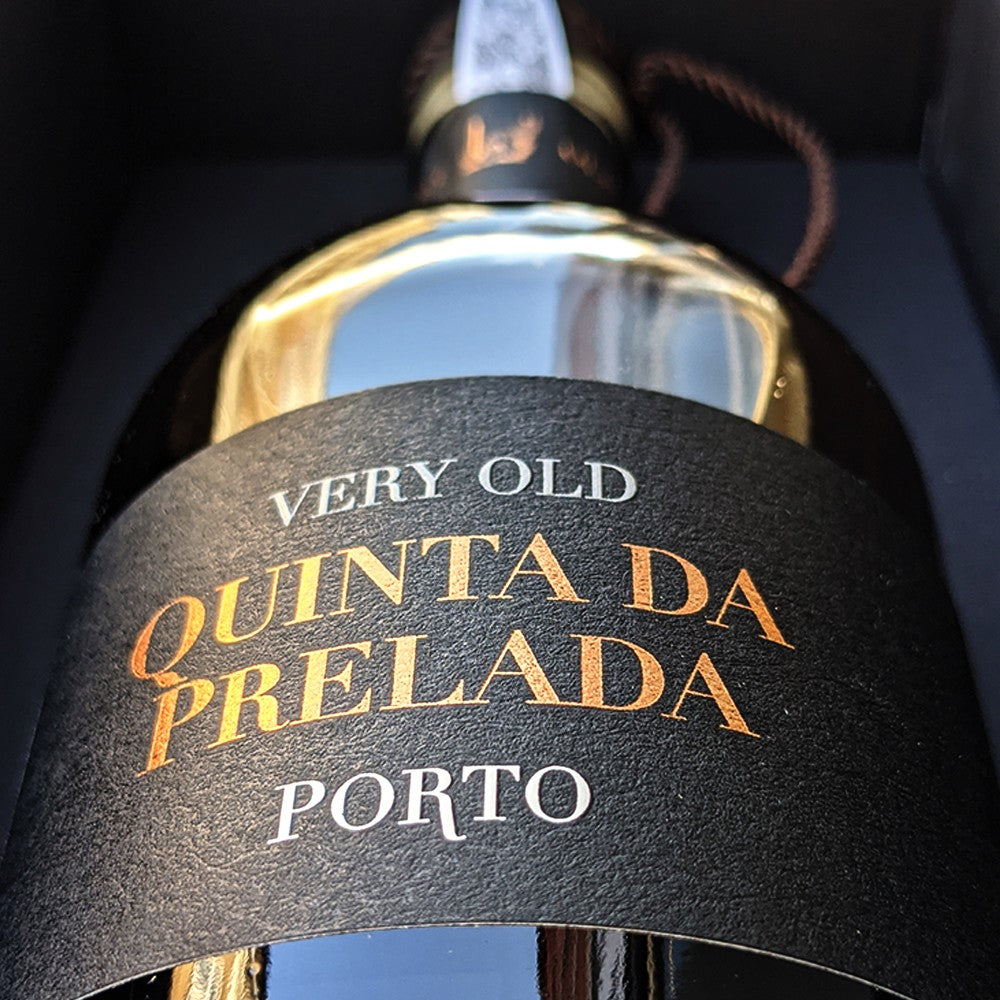 VERY OLD
QUINTA DA
PRELADA
PORTO